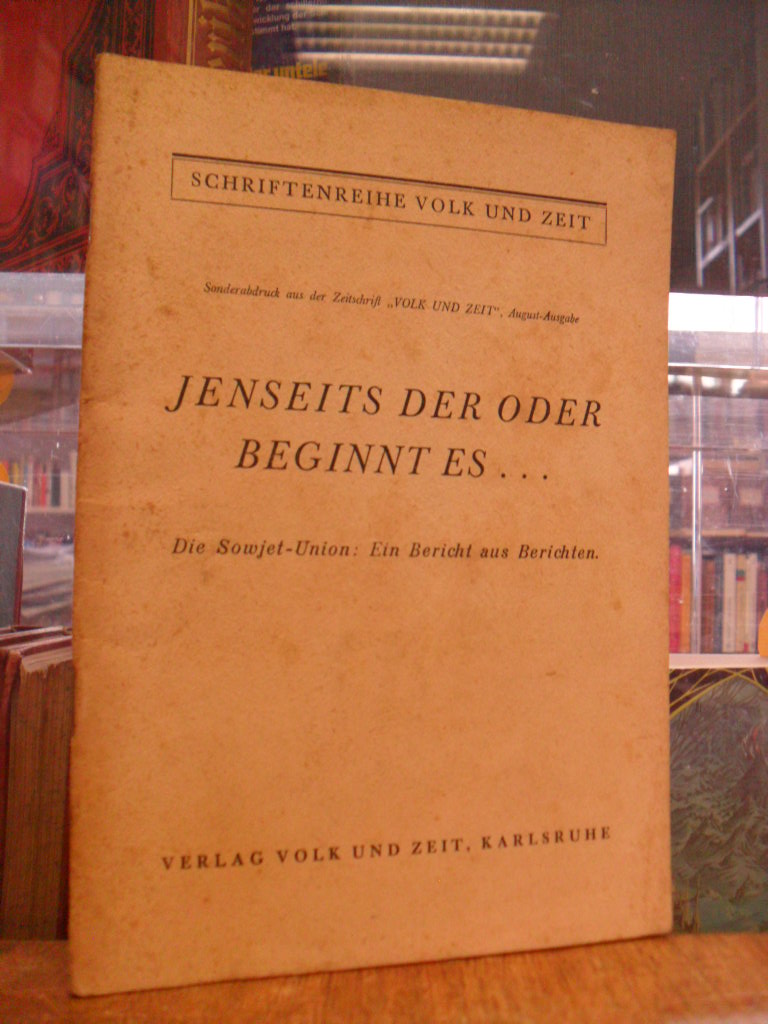 SCHRIFTENREIHE VOLK UND ZEIT
Sonderabdruck aus der Zeitschrift „VOLK UND ZEIT“, August-Ausgabe
JENSEITS DER ODER
BEGINNT ES . . .
Die Sowjet-Union: Ein Bericht aus Berichten.
VERLAG VOLK UND ZEIT, KARLSRUHE